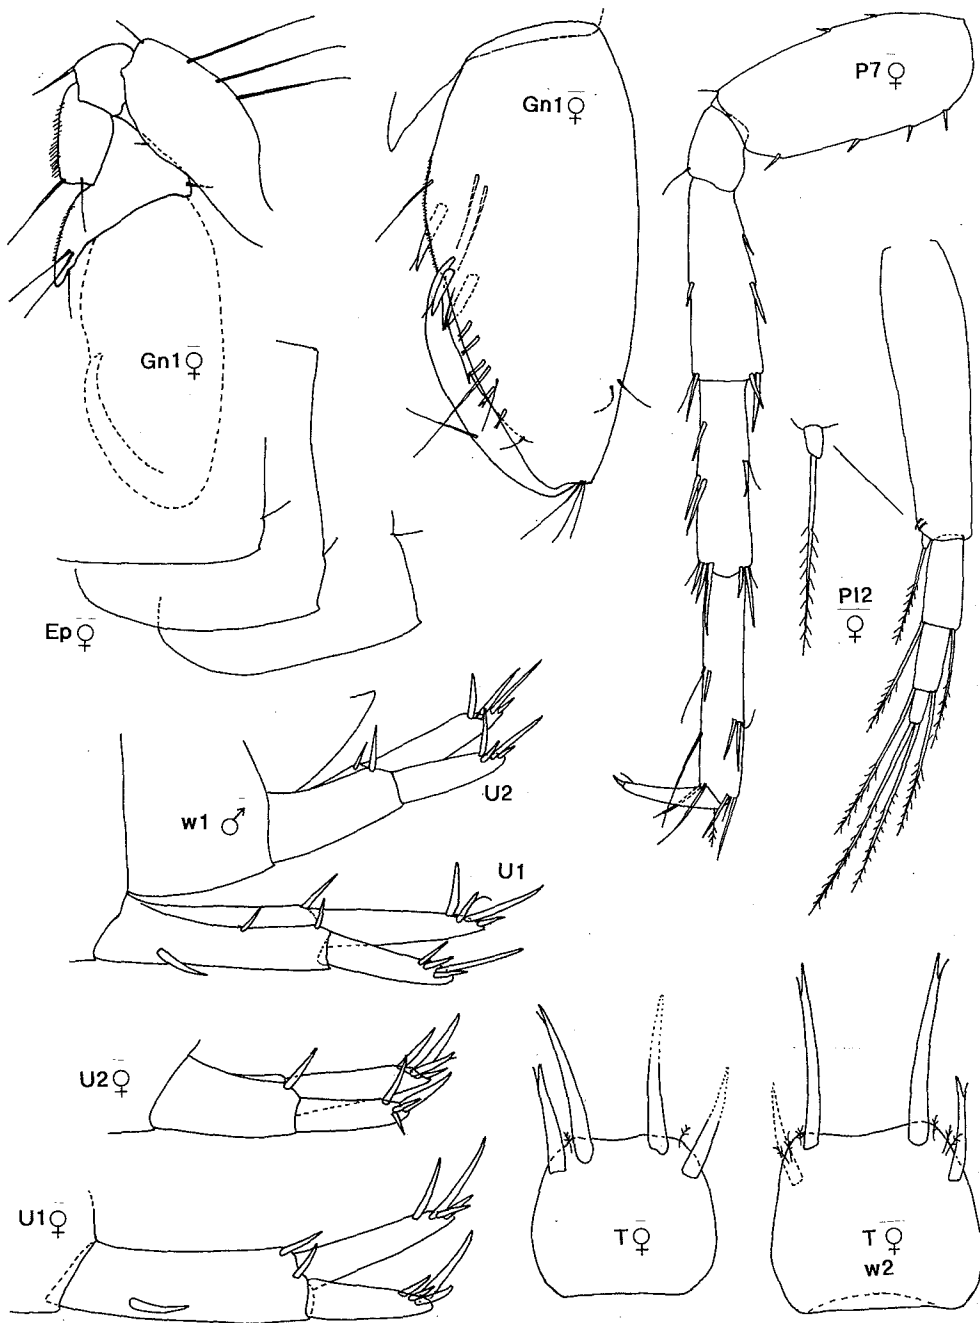 Gn1 ♀
P7 ♀
Gn1 ♀
Pl2
♀
Ep ♀
w1 ♂
U2
U1
U2 ♀
U1 ♀
T ♀
T ♀
w2